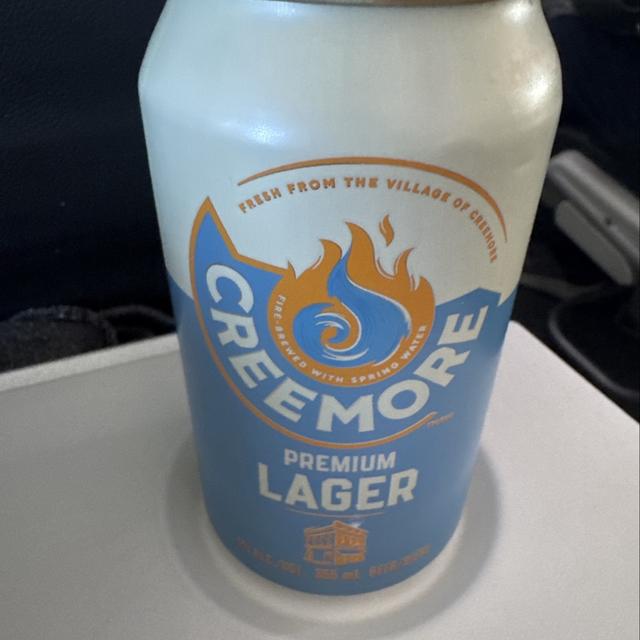 FRESH FROM THE VILLAGE OF CREEMORE
FIRE-BREWED WITH SPRING WATER
CREEMORE
PREMIUM
LAGER
355 mL